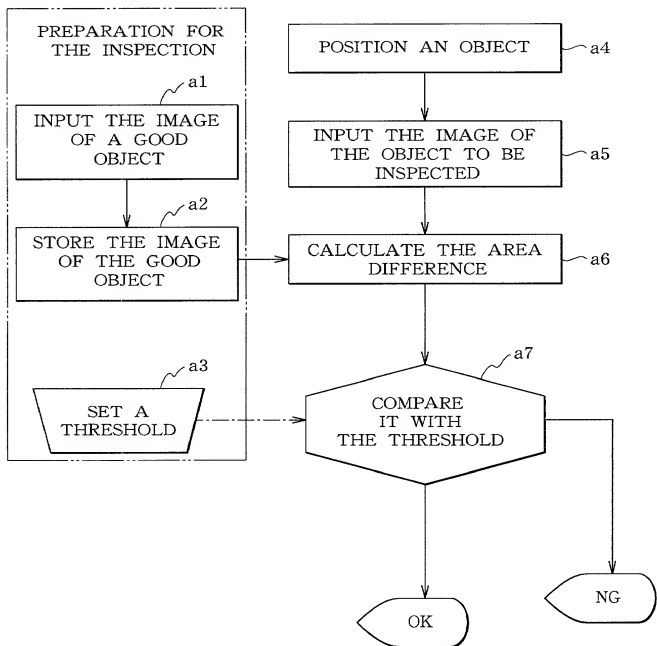 PREPARATION FOR
THE INSPECTION
a1
INPUT THE IMAGE
OF A GOOD
OBJECT
a2
STORE THE IMAGE
OF THE GOOD
OBJECT
a3
SET A
THRESHOLD
POSITION AN OBJECT
a4
INPUT THE IMAGE OF
THE OBJECT TO BE
INSPECTED
a5
CALCULATE THE AREA
DIFFERENCE
a6
a7
COMPARE
IT WITH
THE THRESHOLD
OK
NG